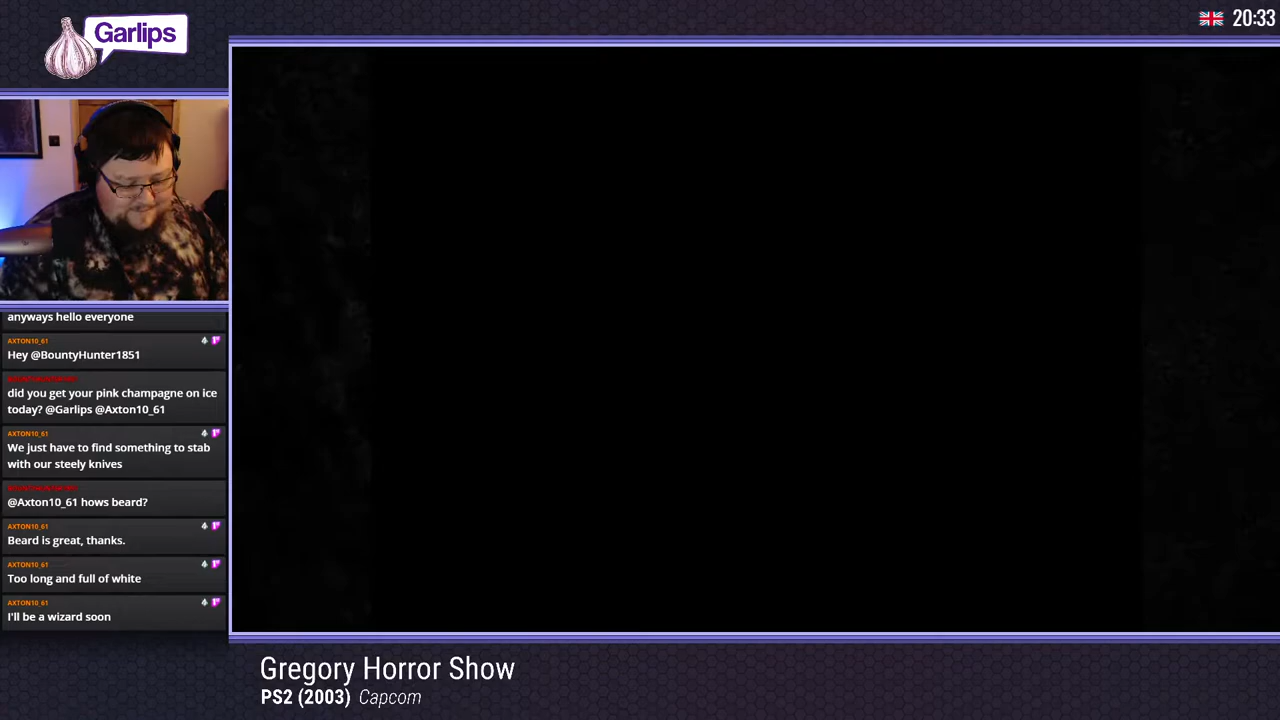 Garlips
20:33
anyways hello everyone
AXTON10_61
Hey @BountyHunter1851
did you get your pink champagne on ice
today? @Garlips @Axton10_61
AXTON10_61
We just have to find something to stab
with our steely knives
@Axton10_61 hows beard?
AXTON10_61
Beard is great, thanks.
AXTON10_61
Too long and full of white
AXTON10_61
I'll be a wizard soon
Gregory Horror Show
PS2 (2003) Capcom